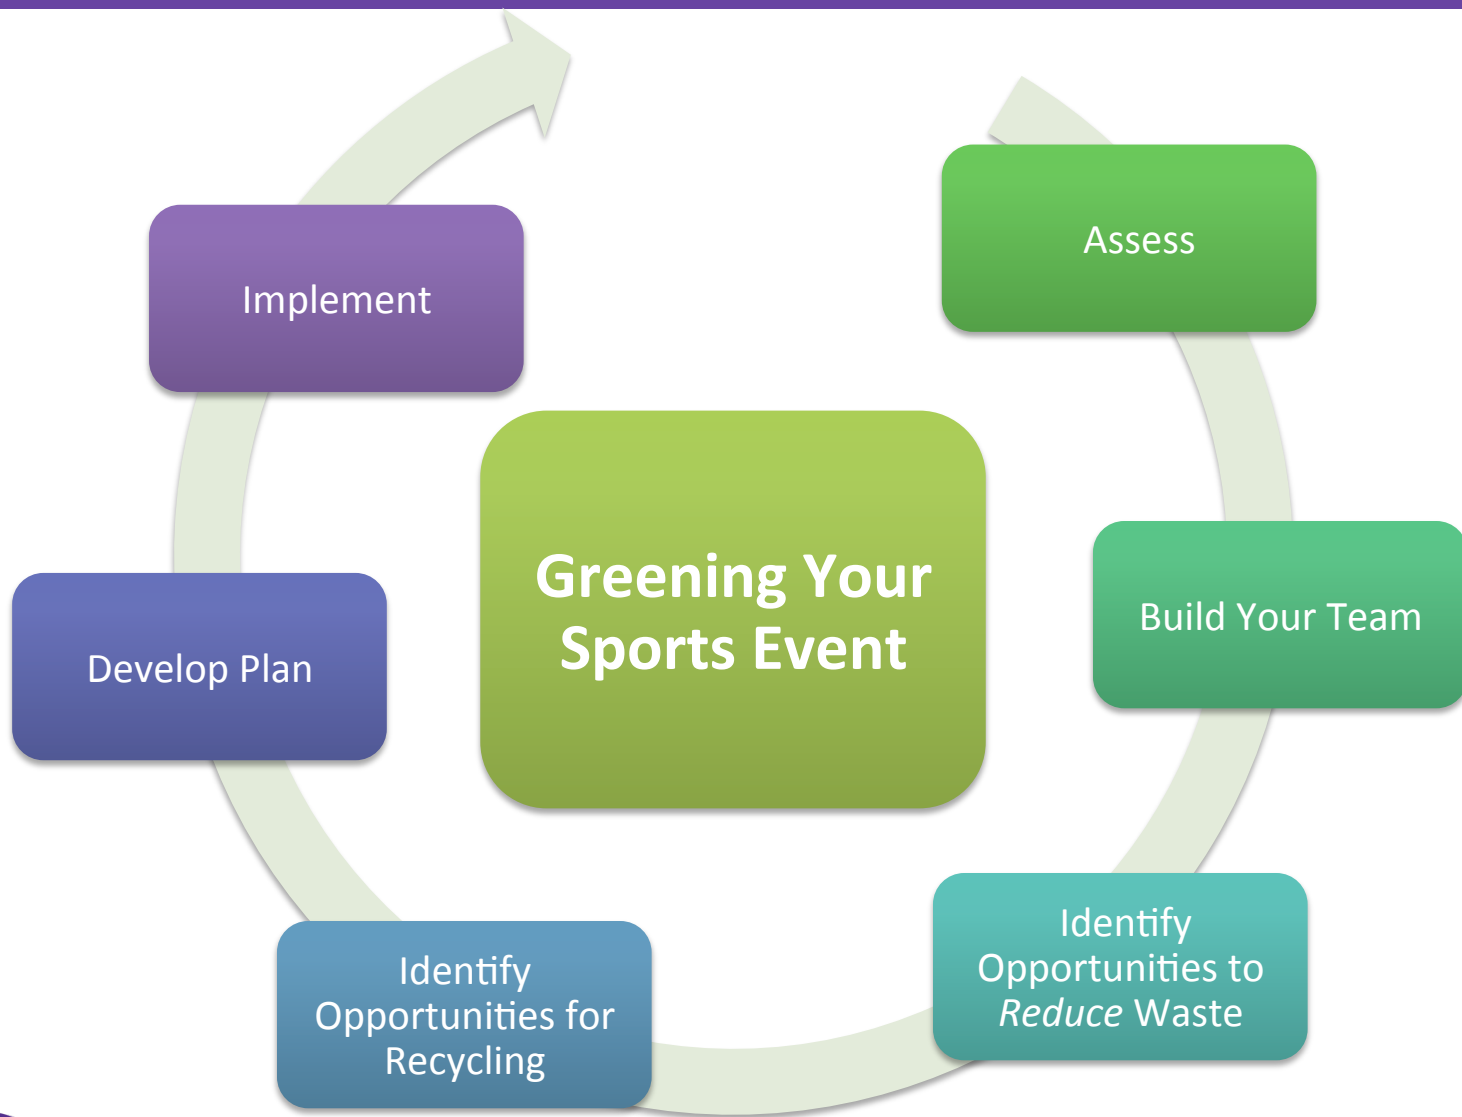 Assess
Implement
Greening Your
Sports Event
Build Your Team
Develop Plan
Identify
Opportunities to
Reduce Waste
Identify
Opportunities for
Recycling